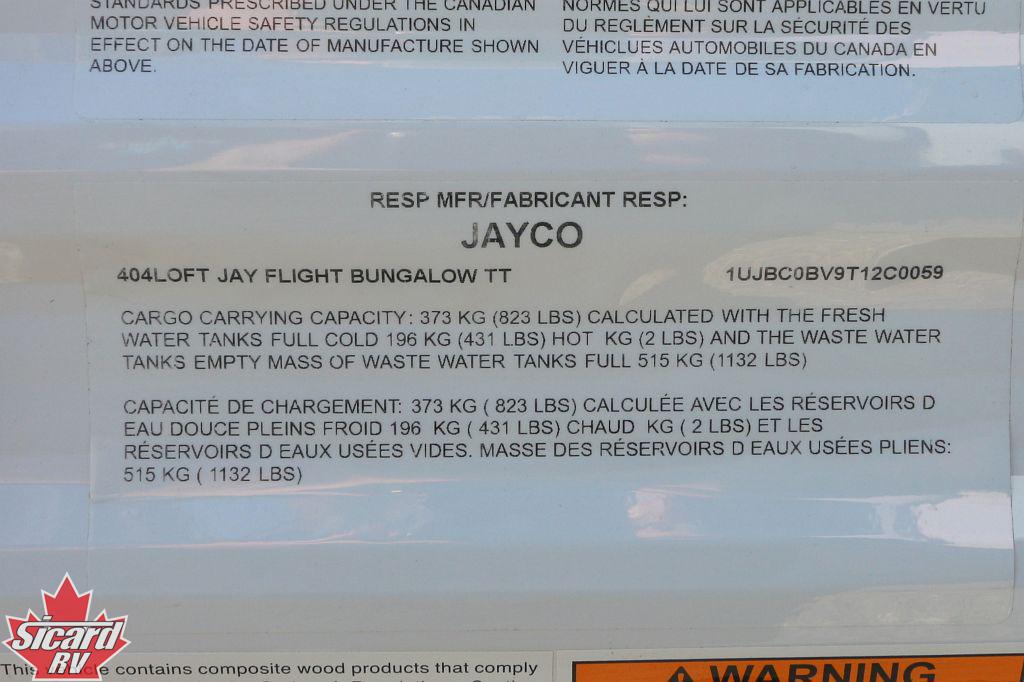 STANDARDS PRESCRIBED UNDER THE CANADIAN
MOTOR VEHICLE SAFETY REGULATIONS IN
EFFECT ON THE DATE OF MANUFACTURE SHOWN
ABOVE.
NORMES QUI LUI SONT APPLICABLES EN VERTU
DU REGLÈMENT SUR LA SÉCURITÉ DES
VÉHICLUES AUTOMOBILES DU CANADA EN
VIGUER À LA DATE DE SA FABRICATION.
RESP MFR/FABRICANT RESP:
JAYCO
404LOFT JAY FLIGHT BUNGALOW TT
1UJBC0BV9T12C0059
CARGO CARRYING CAPACITY: 373 KG (823 LBS) CALCULATED WITH THE FRESH
WATER TANKS FULL COLD 196 KG (431 LBS) HOT KG (2 LBS) AND THE WASTE WATER
TANKS EMPTY MASS OF WASTE WATER TANKS FULL 515 KG (1132 LBS)
CAPACITÉ DE CHARGEMENT: 373 KG ( 823 LBS) CALCULÉE AVEC LES RÉSERVOIRS D
EAU DOUCE PLEINS FROID 196 KG ( 431 LBS) CHAUD KG ( 2 LBS) ET LES
RÉSERVOIRS D EAUX USÉES VIDES. MASSE DES RÉSERVOIRS D EAUX USÉES PLIENS:
515 KG ( 1132 LBS)
Sicard
RV
This contains composite wood products that comply
WARNING